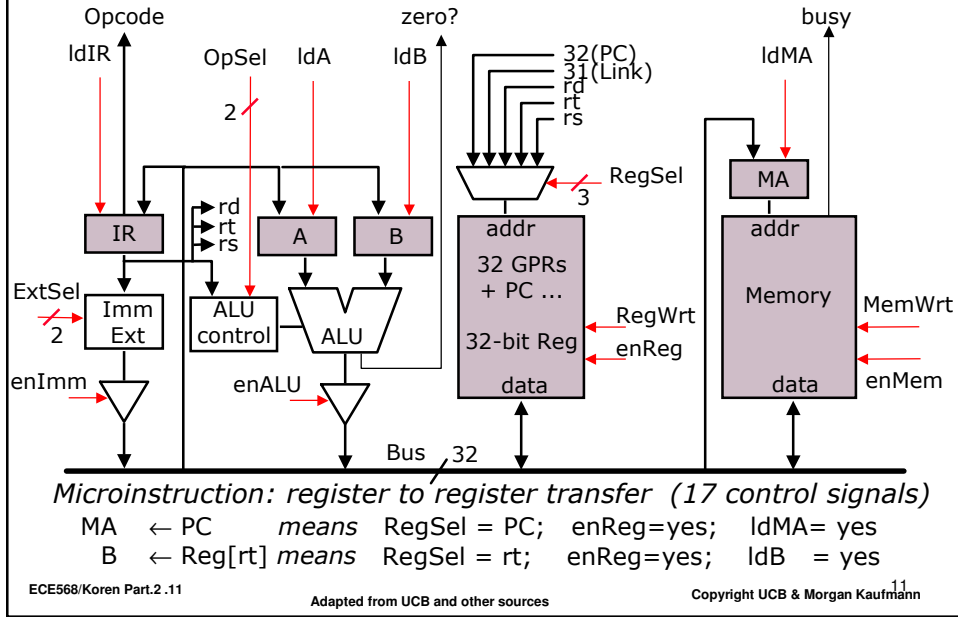 Opcode zero? busy
ldIR OpSel ldA ldB 32(PC) ldMA
31(Link)
rd
2 rt
rs
RegSel
3 MA
rd
IR rt A B addr addr
rs
32 GPRs
ExtSel Imm ALU + PC ... Memory
2 Ext control ALU RegWrt MemWrt
32-bit Reg
enReg
enImm enALU data data enMem
Bus 32
Microinstruction: register to register transfer (17 control signals)
MA ← PC means RegSel = PC; enReg=yes; ldMA= yes
B ← Reg[rt] means RegSel = rt; enReg=yes; ldB = yes
ECE568/Koren Part.2 .11 Adapted from UCB and other sources Copyright UCB & Morgan Kaufmann 11